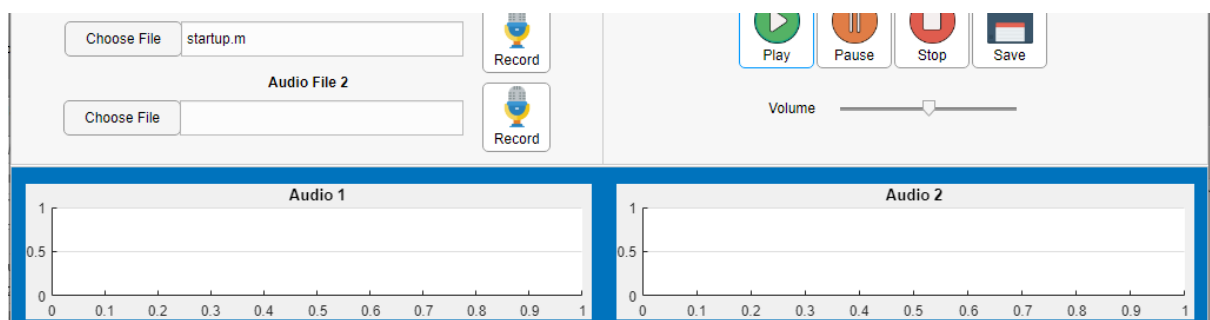 Choose File startup.m
Record
Audio File 2
Choose File
Record
Play Pause Stop Save
Volume
Audio 1
1
0.5
0
0 0.1 0.2 0.3 0.4 0.5 0.6 0.7 0.8 0.9 1
Audio 2
1
0.5
0
0 0.1 0.2 0.3 0.4 0.5 0.6 0.7 0.8 0.9 1